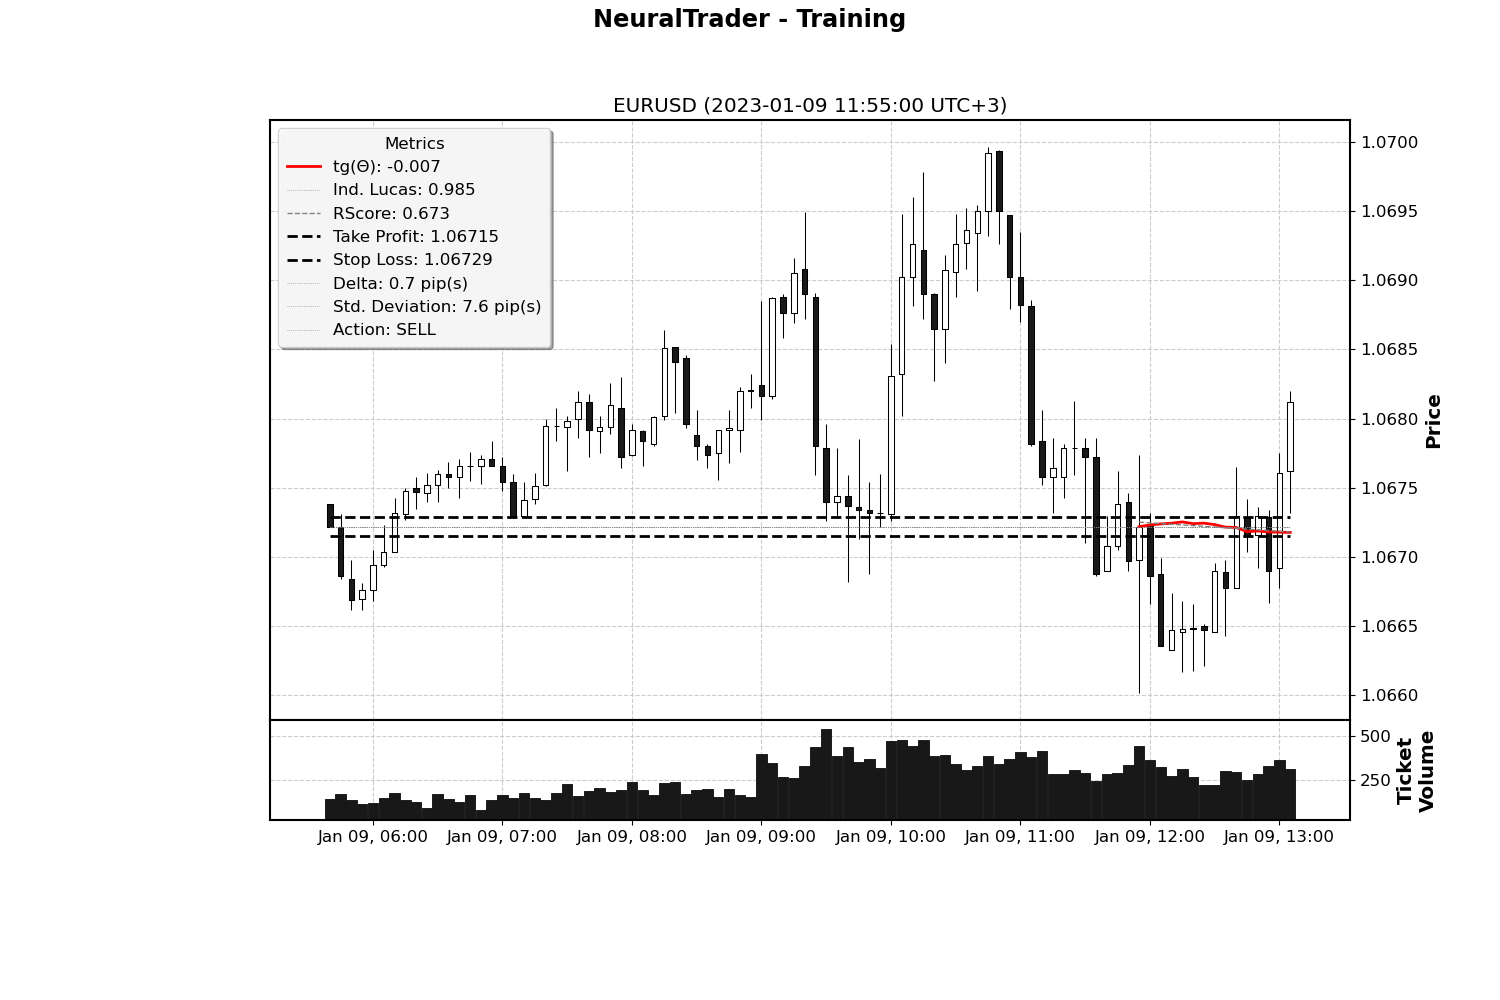 NeuralTrader - Training
EURUSD (2023-01-09 11:55:00 UTC+3)
Metrics
tg(Θ): -0.007
Ind. Lucas: 0.985
RScore: 0.673
Take Profit: 1.06715
Stop Loss: 1.06729
Delta: 0.7 pip(s)
Std. Deviation: 7.6 pip(s)
Action: SELL
1.0700
1.0695
1.0690
1.0685
1.0680
1.0675
1.0670
1.0665
1.0660
Price
500
250
Ticket
Volume
Jan 09, 06:00
Jan 09, 07:00
Jan 09, 08:00
Jan 09, 09:00
Jan 09, 10:00
Jan 09, 11:00
Jan 09, 12:00
Jan 09, 13:00